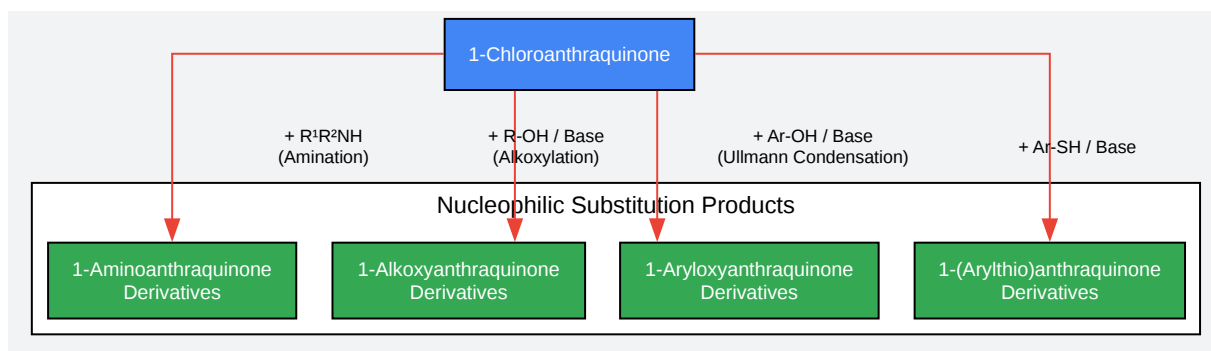 1-Chloroanthraquinone
+ R¹R²NH
(Amination)
+ R-OH / Base
(Alkoxylation)
+ Ar-OH / Base
(Ullmann Condensation)
+ Ar-SH / Base
Nucleophilic Substitution Products
1-Aminoanthraquinone
Derivatives
1-Alkoxyanthraquinone
Derivatives
1-Aryloxyanthraquinone
Derivatives
1-(Arylthio)anthraquinone
Derivatives